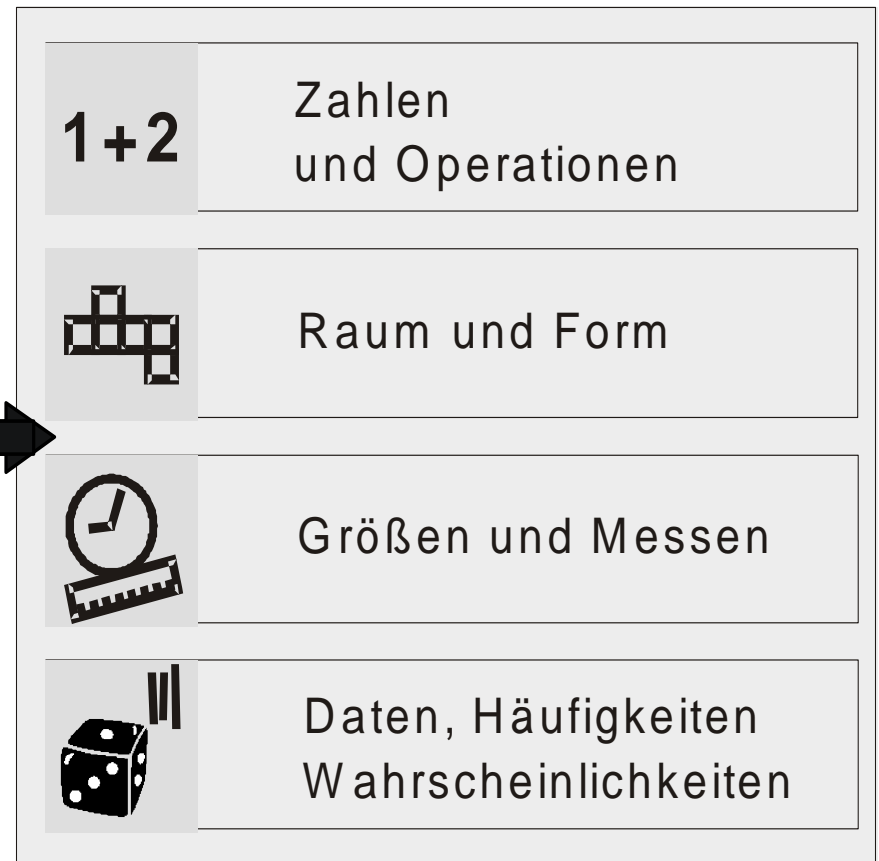 1+2
Zahlen
und Operationen
Raum und Form
Größen und Messen
Daten, Häufigkeiten
Wahrscheinlichkeiten